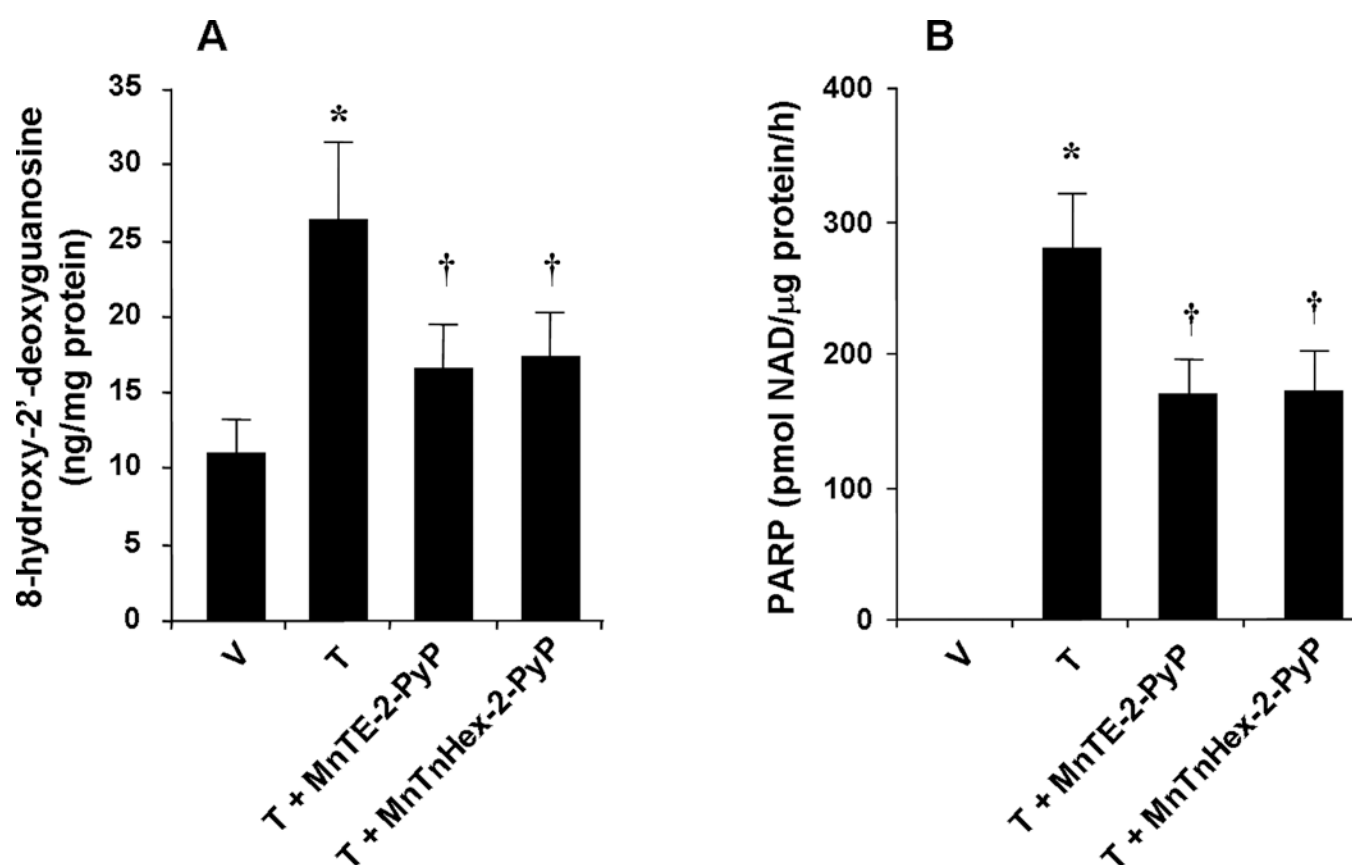 A
8-hydroxy-2'-deoxyguanosine
(ng/mg protein)
35
30
25
20
15
10
5
0
*
†
†
V
T
T + MnTE-2-PyP
T + MnTnHex-2-PyP
B
PARP (pmol NAD/μg protein/h)
400
300
200
100
0
*
†
†
V
T
T + MnTE-2-PyP
T + MnTnHex-2-PyP